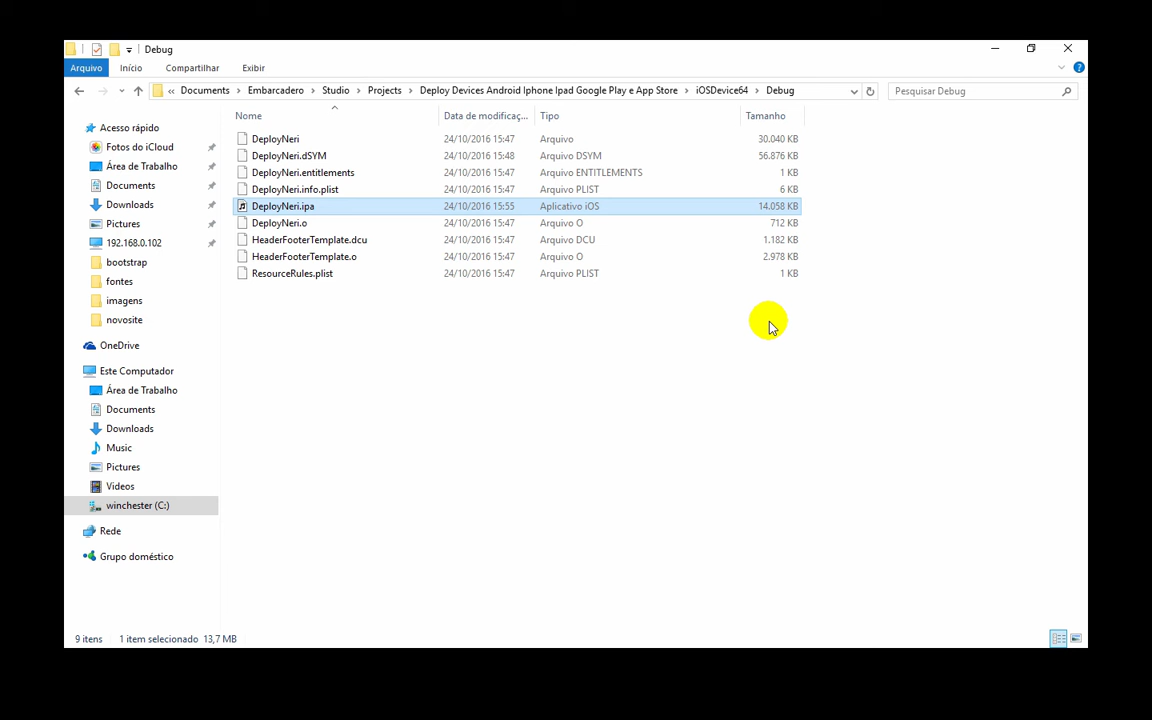 Debug
Arquivo Início Compartilhar Exibir
« Documents Embarcadero Studio Projects Deploy Devices Android Iphone Ipad Google Play e App Store iOSDevice64 Debug Pesquisar Debug
Nome Data de modificaç... Tipo Tamanho
Acesso rápido
Fotos do iCloud
Área de Trabalho
Documents
Downloads
Pictures
192.168.0.102
bootstrap
fontes
imagens
novosite
OneDrive
Este Computador
Área de Trabalho
Documents
Downloads
Music
Pictures
Videos
winchester (C:)
Rede
Grupo doméstico
DeployNeri 24/10/2016 15:47 Arquivo 30.040 KB
DeployNeri.dSYM 24/10/2016 15:48 Arquivo DSYM 56.876 KB
DeployNeri.entitlements 24/10/2016 15:47 Arquivo ENTITLEMENTS 1 KB
DeployNeri.info.plist 24/10/2016 15:47 Arquivo PLIST 6 KB
DeployNeri.ipa 24/10/2016 15:55 Aplicativo iOS 14.058 KB
DeployNeri.o 24/10/2016 15:47 Arquivo O 712 KB
HeaderFooterTemplate.dcu 24/10/2016 15:47 Arquivo DCU 1.182 KB
HeaderFooterTemplate.o 24/10/2016 15:47 Arquivo O 2.978 KB
ResourceRules.plist 24/10/2016 15:47 Arquivo PLIST 1 KB
9 itens 1 item selecionado 13,7 MB